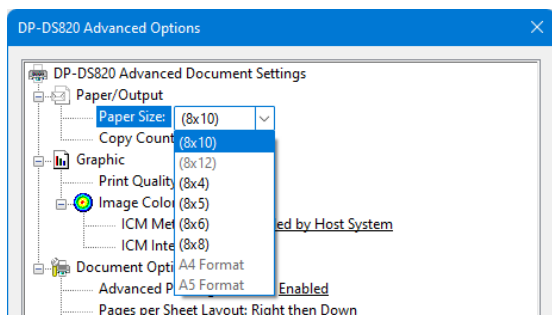 DP-DS820 Advanced Options
DP-DS820 Advanced Document Settings
Paper/Output
Paper Size: (8x10)
Copy Count
(8x10)
(8x12)
(8x4)
(8x5)
(8x6)
(8x8)
A4 Format
A5 Format
Graphic
Print Quality
Image Color
ICM
ed by Host System
ICM
Document Opti
Advanced P
Enabled
Pages per Sheet Layout: Right then Down